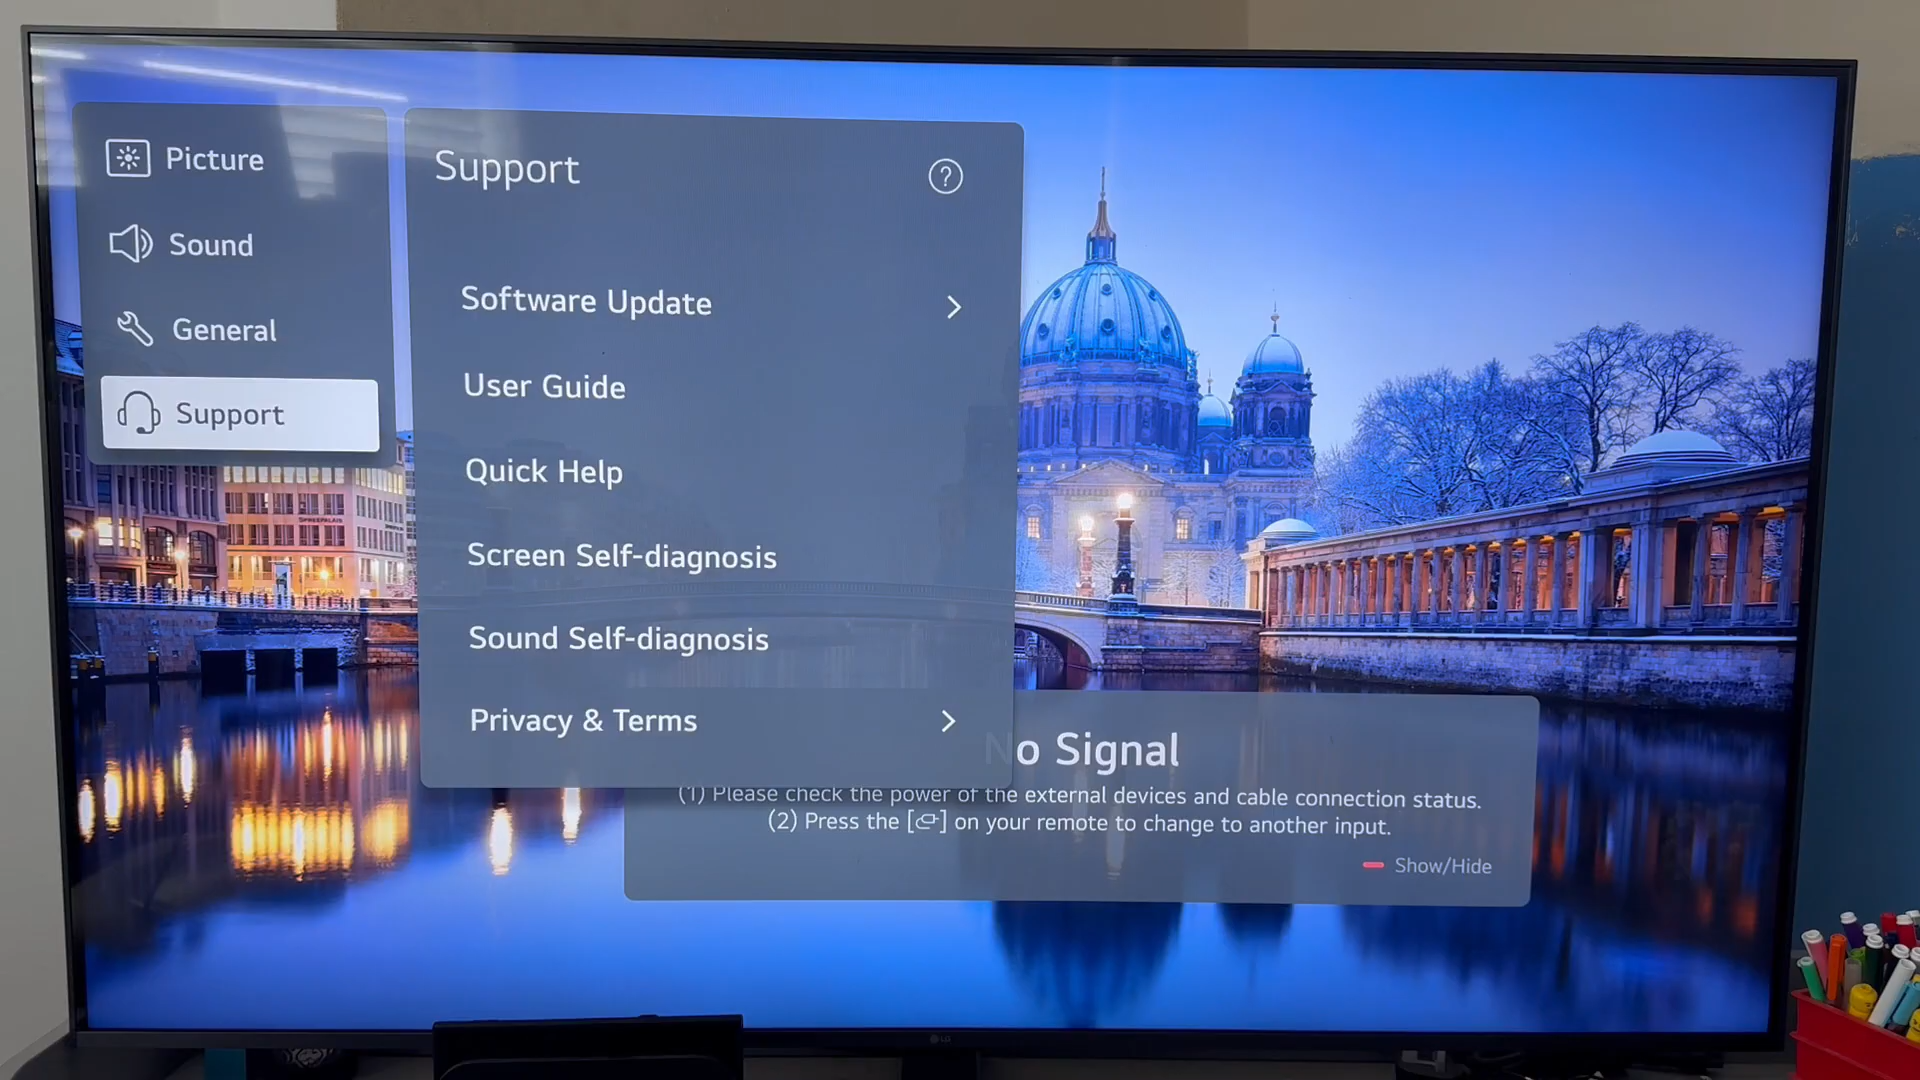 Picture
Sound
General
Support
Support
?
Software Update
User Guide
Quick Help
Screen Self-diagnosis
Sound Self-diagnosis
Privacy & Terms
No Signal
(1) Please check the power of the external devices and cable connection status.
(2) Press the [ ] on your remote to change to another input.
Show/Hide
LG